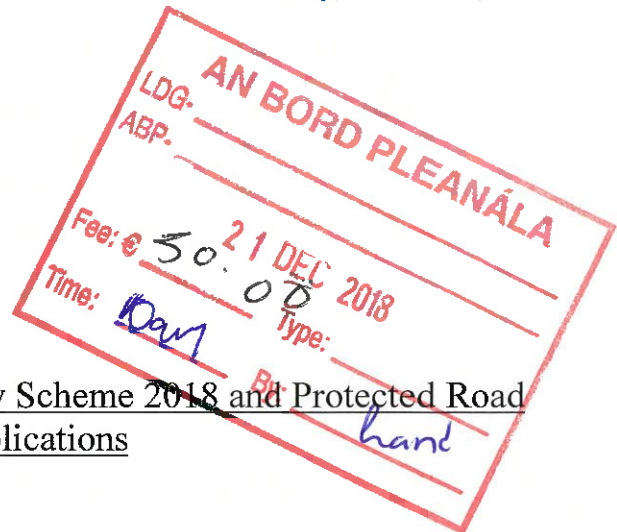 AN BORD PLEANÁLA
LDG-
ABP-
21 DEC 2018
Fee: € 50.00 Type:
Time: By: hand
y Scheme 2018 and Protected Road
plications